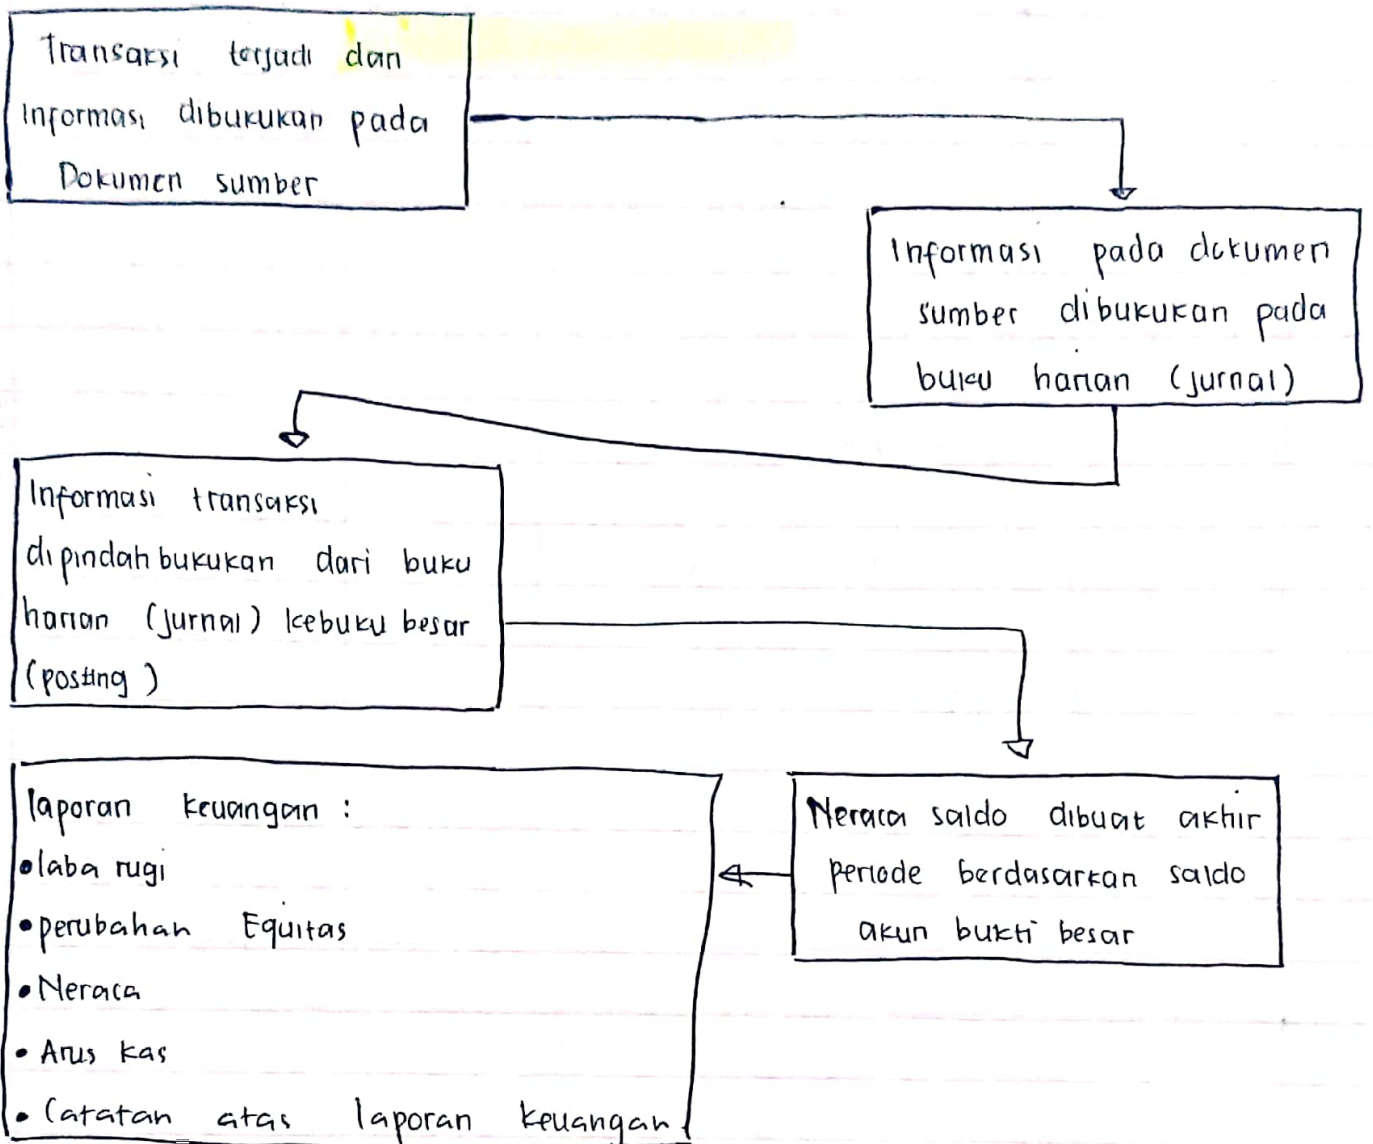 Transaksi terjadi dan
Informasi dibukukan pada
Dokumen sumber
Informasi pada dokumen
sumber dibukukan pada
buku harian (jurnal)
Informasi transaksi
dipindah bukukan dari buku
harian (jurnal) kebuku besar
(posting)
laporan keuangan :
• laba rugi
• perubahan Equitas
• Neraca
• Arus kas
• Catatan atas laporan keuangan
Neraca saldo dibuat akhir
periode berdasarkan saldo
akun bukti besar